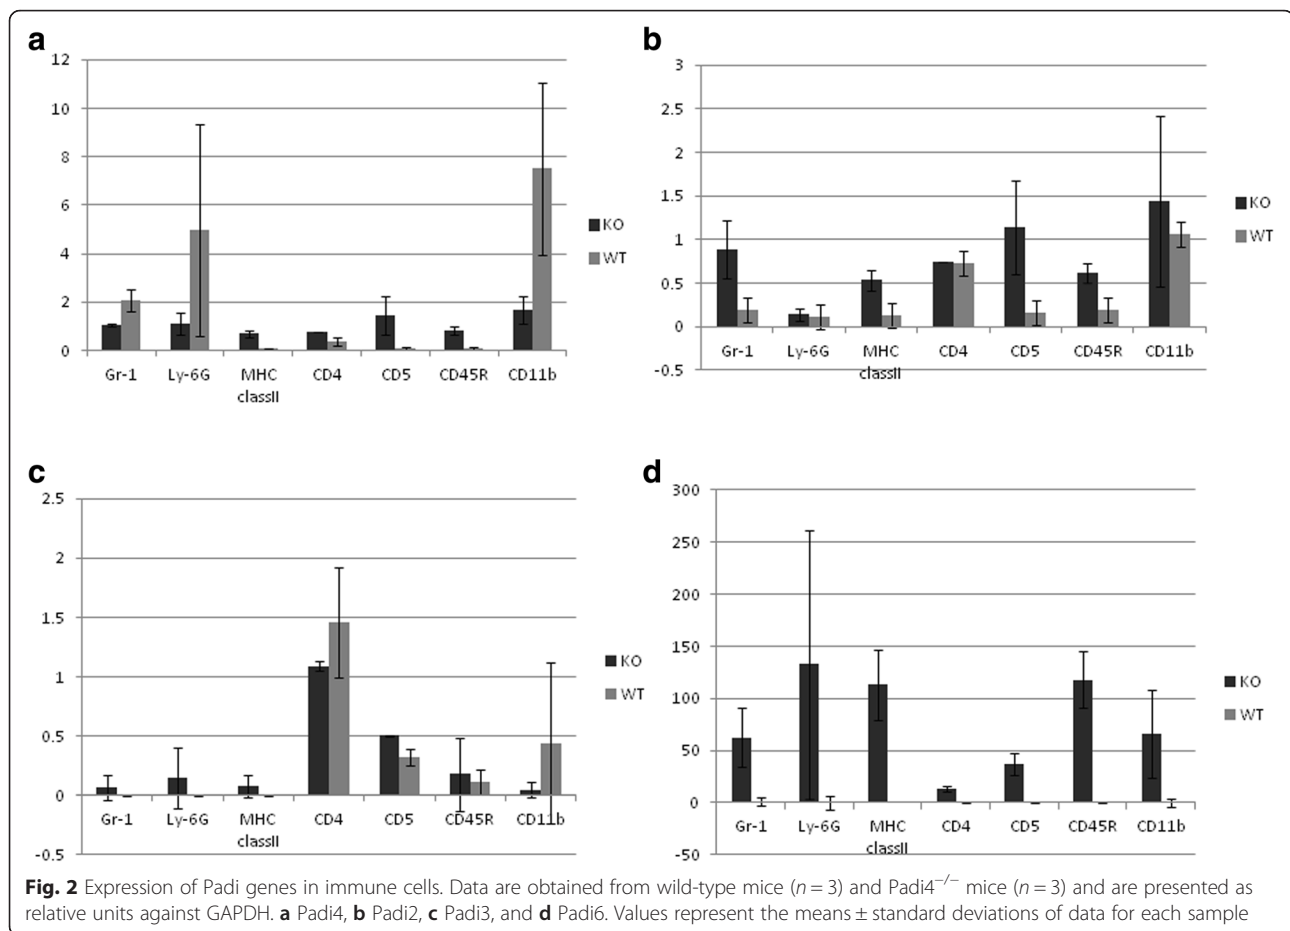 a
12
10
8
6
4
2
0
Gr-1 Ly-6G MHC classII CD4 CD5 CD45R CD11b
KO
WT
b
3
2.5
2
1.5
1
0.5
0
-0.5
Gr-1 Ly-6G MHC classII CD4 CD5 CD45R CD11b
KO
WT
c
2.5
2
1.5
1
0.5
0
-0.5
Gr-1 Ly-6G MHC classII CD4 CD5 CD45R CD11b
KO
WT
d
300
250
200
150
100
50
0
-50
Gr-1 Ly-6G MHC classII CD4 CD5 CD45R CD11b
KO
WT
Fig. 2 Expression of Padi genes in immune cells. Data are obtained from wild-type mice (n = 3) and Padi4−/− mice (n = 3) and are presented as
relative units against GAPDH. a Padi4, b Padi2, c Padi3, and d Padi6. Values represent the means ± standard deviations of data for each sample